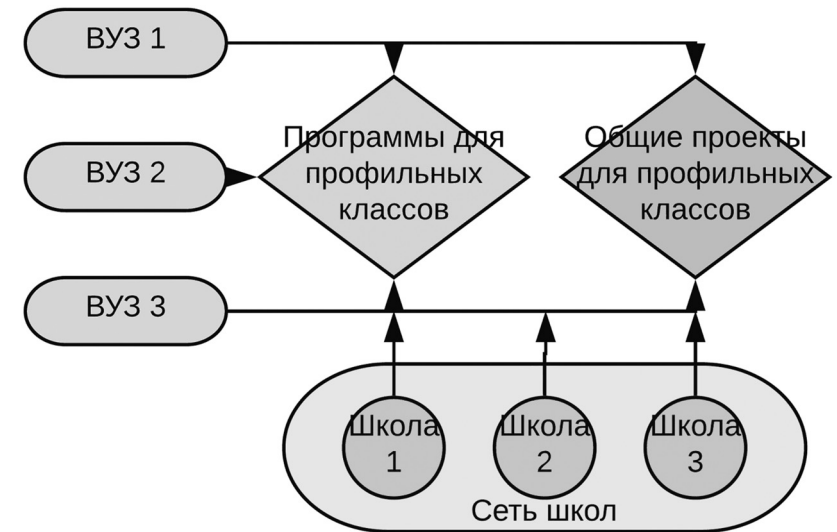 ВУЗ 1
Программы для
профильных
классов
Общие проекты
для профильных
классов
ВУЗ 2
ВУЗ 3
Школа
1
Школа
2
Школа
3
Сеть школ